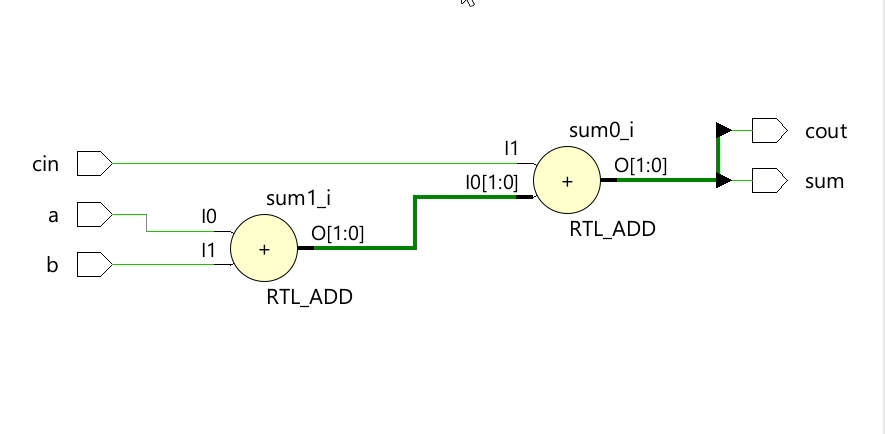 sum0_i
cout
I1
cin
O[1:0]
I0[1:0]
+
sum
sum1_i
a
I0
RTL_ADD
O[1:0]
I1
+
b
RTL_ADD